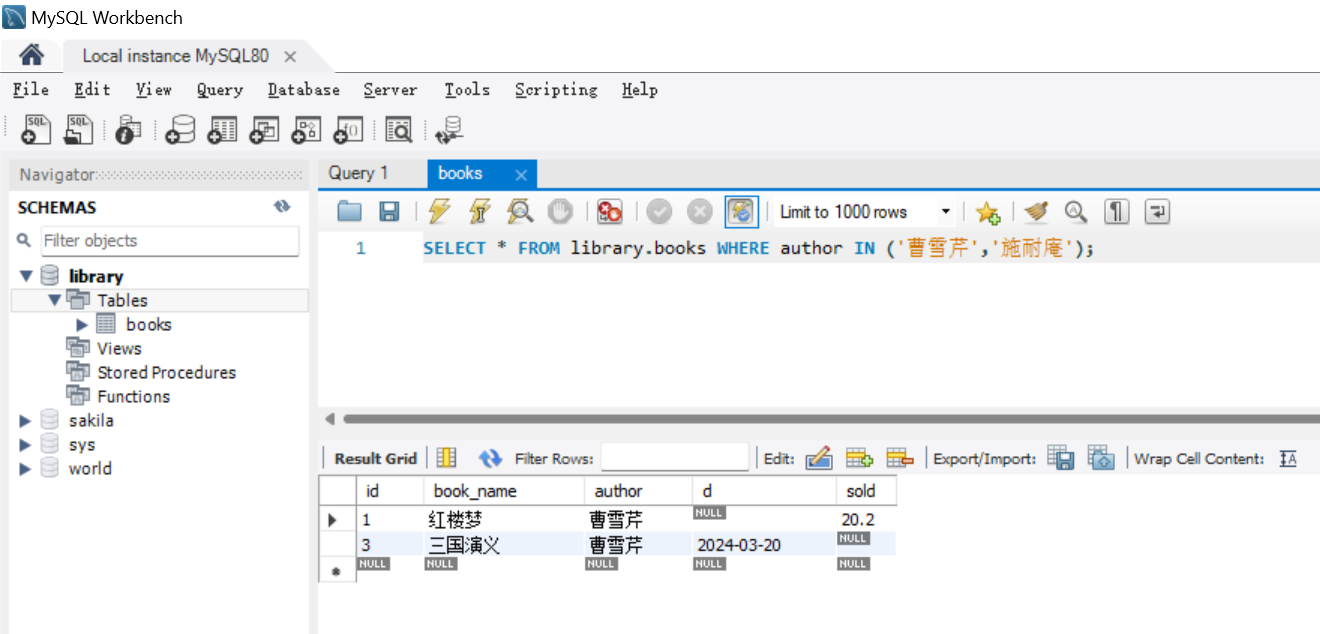 MySQL Workbench
Local instance MySQL80
File Edit View Query Database Server Tools Scripting Help
SQL SQL
Navigator
SCHEMAS
Filter objects
library
Tables
books
Views
Stored Procedures
Functions
sakila
sys
world
Query 1 books
Limit to 1000 rows
1 SELECT * FROM library.books WHERE author IN ('曹雪芹','施耐庵');
Result Grid Filter Rows: Edit: Export/Import: Wrap Cell Content: IA
id book_name author d sold
1 红楼梦 曹雪芹 NULL 20.2
3 三国演义 曹雪芹 2024-03-20 NULL
NULL NULL NULL NULL NULL